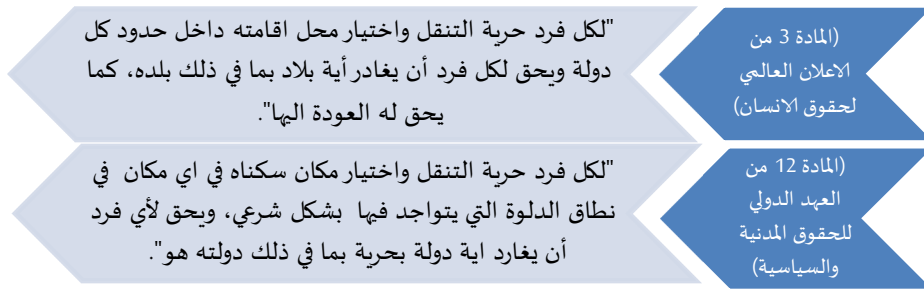 (المادة 3 من
الاعلان العالمي
لحقوق الانسان)
"لكل فرد حرية التنقل واختيار محل اقامته داخل حدود كل
دولة ويحق لكل فرد أن يغادر أية بلاد بما في ذلك بلده، كما
يحق له العودة اليها".
(المادة 12 من
العهد الدولي
للحقوق المدنية
والسياسية)
"لكل فرد حرية التنقل واختيار مكان سكناه في اي مكان في
نطاق الدلوة التي يتواجد فيها بشكل شرعي، ويحق لأي فرد
أن يغارد اية دولة بحرية بما في ذلك دولته هو".